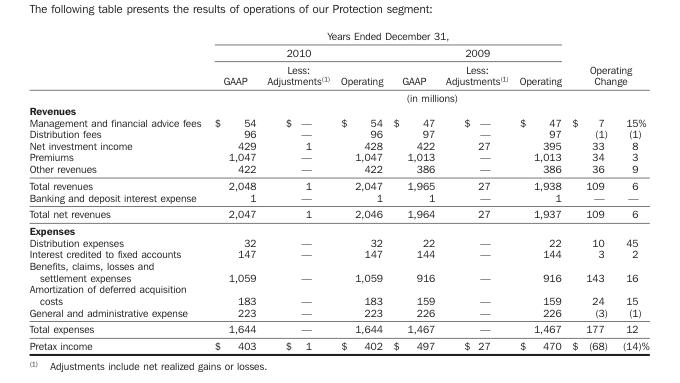 The following table presents the results of operations of our Protection segment:
Years Ended December 31,
2010 2009
GAAP Less: Adjustments(1) Operating GAAP Less: Adjustments(1) Operating Operating Change
(in millions)
Revenues
Management and financial advice fees $ 54 $ — $ 54 $ 47 $ — $ 47 $ 7 15%
Distribution fees 96 — 96 97 — 97 (1) (1)
Net investment income 429 1 428 422 27 395 33 8
Premiums 1,047 — 1,047 1,013 — 1,013 34 3
Other revenues 422 — 422 386 — 386 36 9
Total revenues 2,048 1 2,047 1,965 27 1,938 109 6
Banking and deposit interest expense 1 — 1 1 — 1 — —
Total net revenues 2,047 1 2,046 1,964 27 1,937 109 6
Expenses
Distribution expenses 32 — 32 22 — 22 10 45
Interest credited to fixed accounts 147 — 147 144 — 144 3 2
Benefits, claims, losses and
settlement expenses 1,059 — 1,059 916 — 916 143 16
Amortization of deferred acquisition
costs 183 — 183 159 — 159 24 15
General and administrative expense 223 — 223 226 — 226 (3) (1)
Total expenses 1,644 — 1,644 1,467 — 1,467 177 12
Pretax income $ 403 $ 1 $ 402 $ 497 $ 27 $ 470 $ (68) (14)%
(1) Adjustments include net realized gains or losses.